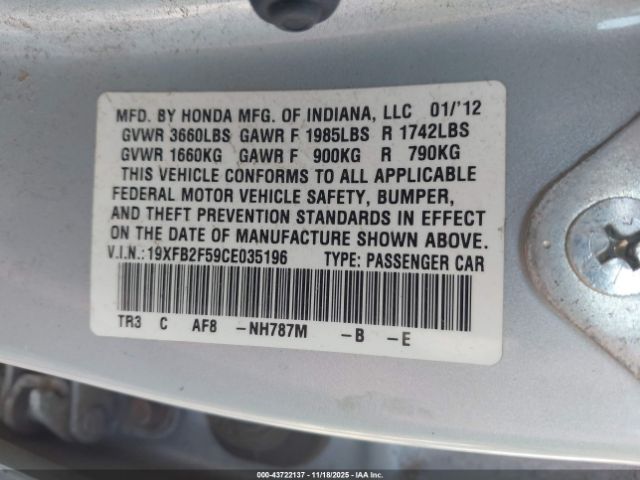 MFD. BY HONDA MFG. OF INDIANA, LLC 01/'12
GVWR 3660LBS GAWR F 1985LBS R 1742LBS
GVWR 1660KG GAWR F 900KG R 790KG
THIS VEHICLE CONFORMS TO ALL APPLICABLE
FEDERAL MOTOR VEHICLE SAFETY, BUMPER,
AND THEFT PREVENTION STANDARDS IN EFFECT
ON THE DATE OF MANUFACTURE SHOWN ABOVE.
V.I.N.:19XFB2F59CE035196 TYPE: PASSENGER CAR
TR3 C AF8 -NH787M -B -E
000-43722137 - 11/18/2025 - IAA Inc.